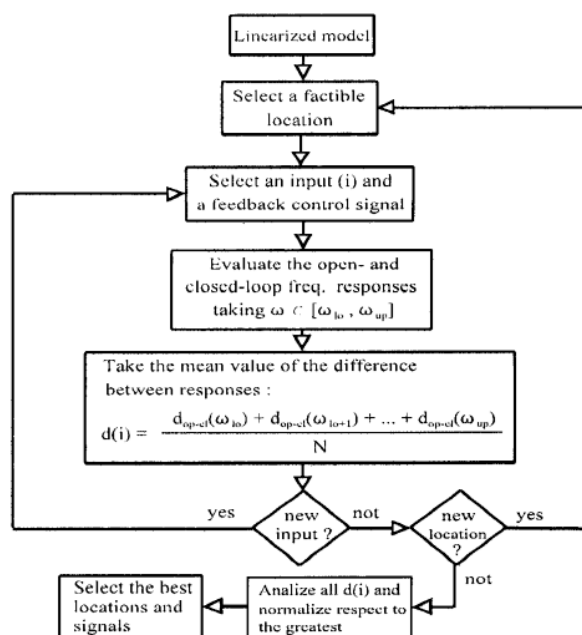 Linearized model
Select a factible
location
Select an input (i) and
a feedback control signal
Evaluate the open- and
closed-loop freq. responses
taking ω ⊂ [ω_lo , ω_up]
Take the mean value of the difference
between responses :
d(i) = d_op-cl(ω_lo) + d_op-cl(ω_lo+1) + ... + d_op-cl(ω_up)
N
yes
new
input ?
not
new
location
?
yes
not
Select the best
locations and
signals
Analize all d(i) and
normalize respect to
the greatest